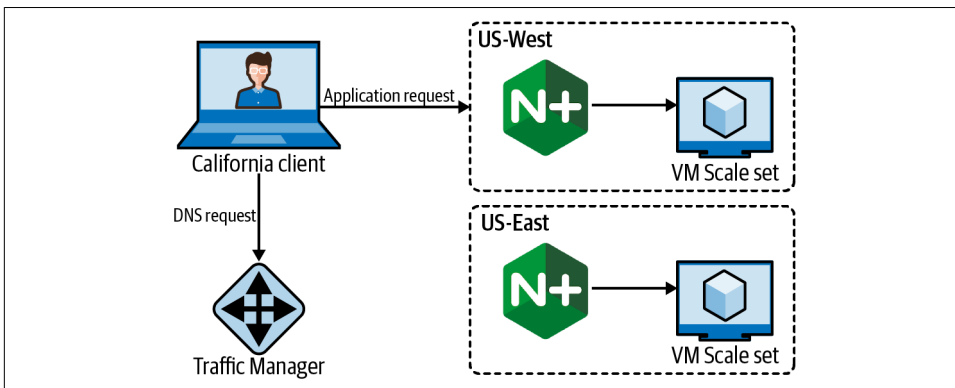 US-West
N+
Application request
California client
VM Scale set
DNS request
US-East
N+
Traffic Manager
VM Scale set